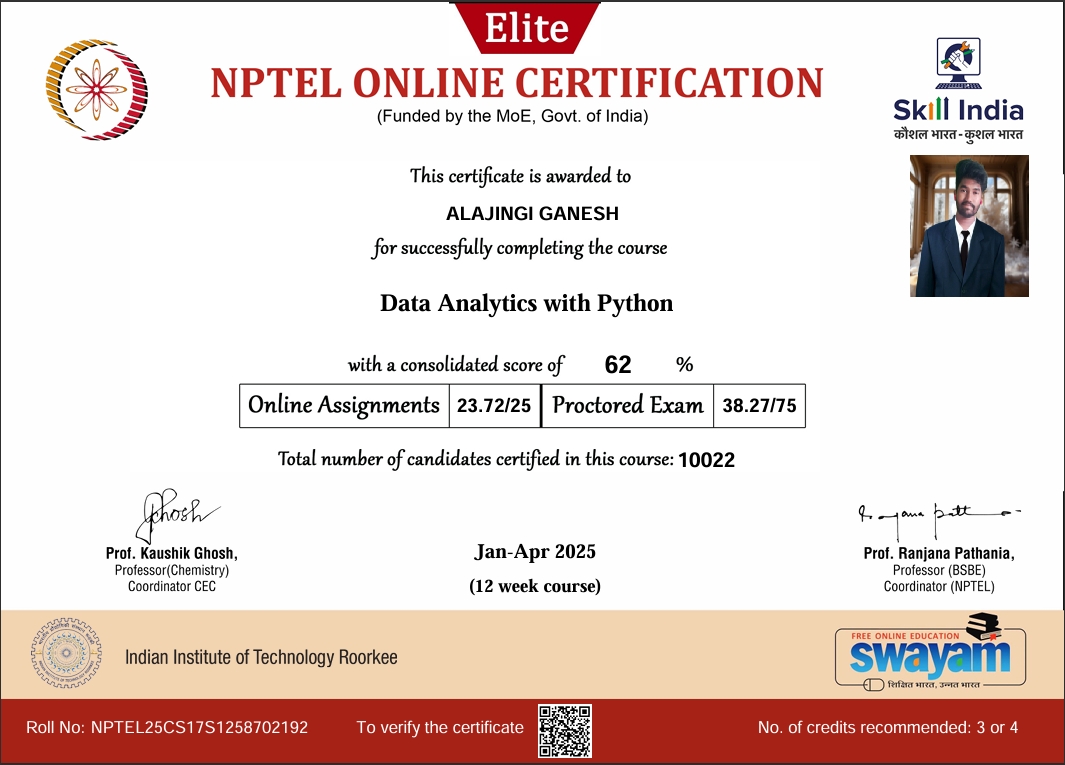 Elite
NPTEL ONLINE CERTIFICATION
(Funded by the MoE, Govt. of India)
Skill India
कौशल भारत - कुशल भारत
This certificate is awarded to
ALAJINGI GANESH
for successfully completing the course
Data Analytics with Python
with a consolidated score of 62 %
Online Assignments 23.72/25 Proctored Exam 38.27/75
Total number of candidates certified in this course: 10022
Prof. Kaushik Ghosh,
Professor(Chemistry)
Coordinator CEC
Jan-Apr 2025
(12 week course)
Prof. Ranjana Pathania,
Professor (BSBE)
Coordinator (NPTEL)
Indian Institute of Technology Roorkee
FREE ONLINE EDUCATION
swayam
शिक्षित भारत, उन्नत भारत
Roll No: NPTEL25CS17S1258702192
To verify the certificate
No. of credits recommended: 3 or 4